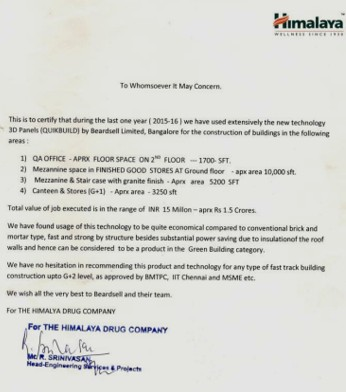 Himalaya
WELLNESS SINCE 1930
To Whomsoever It May Concern.
This is to certify that during the last one year ( 2015-16 ) we have used extensively the new technology
3D Panels (QUIKBUILD) by Beardsell Limited, Bangalore for the construction of buildings in the following
areas :
1) QA OFFICE - APRX FLOOR SPACE ON 2ND FLOOR --- 1700- SFT.
2) Mezannine space in FINISHED GOOD STORES AT Ground floor - apx area 10,000 sft.
3) Mezzanine & Stair case with granite finish - Aprx area 5200 SFT
4) Canteen & Stores (G+1) - Aprx area - 3250 sft
Total value of job executed is in the range of INR 15 Millon – aprx Rs 1.5 Crores.
We have found usage of this technology to be quite economical compared to conventional brick and
mortar type, fast and strong by structure besides substantial power saving due to insulationof the roof
walls and hence can be considered to be a product in the Green Building category.
We have no hesitation in recommending this product and technology for any type of fast track building
construction upto G+2 level, as approved by BMTFC, IIT Chennai and MSME etc.
We wish all the very best to Beardsell and their team.
For THE HIMALYA DRUG COMPANY
For THE HIMALAYA DRUG COMPANY
Mr. R. SRINIVASAN
Head-Engineering Services & Projects